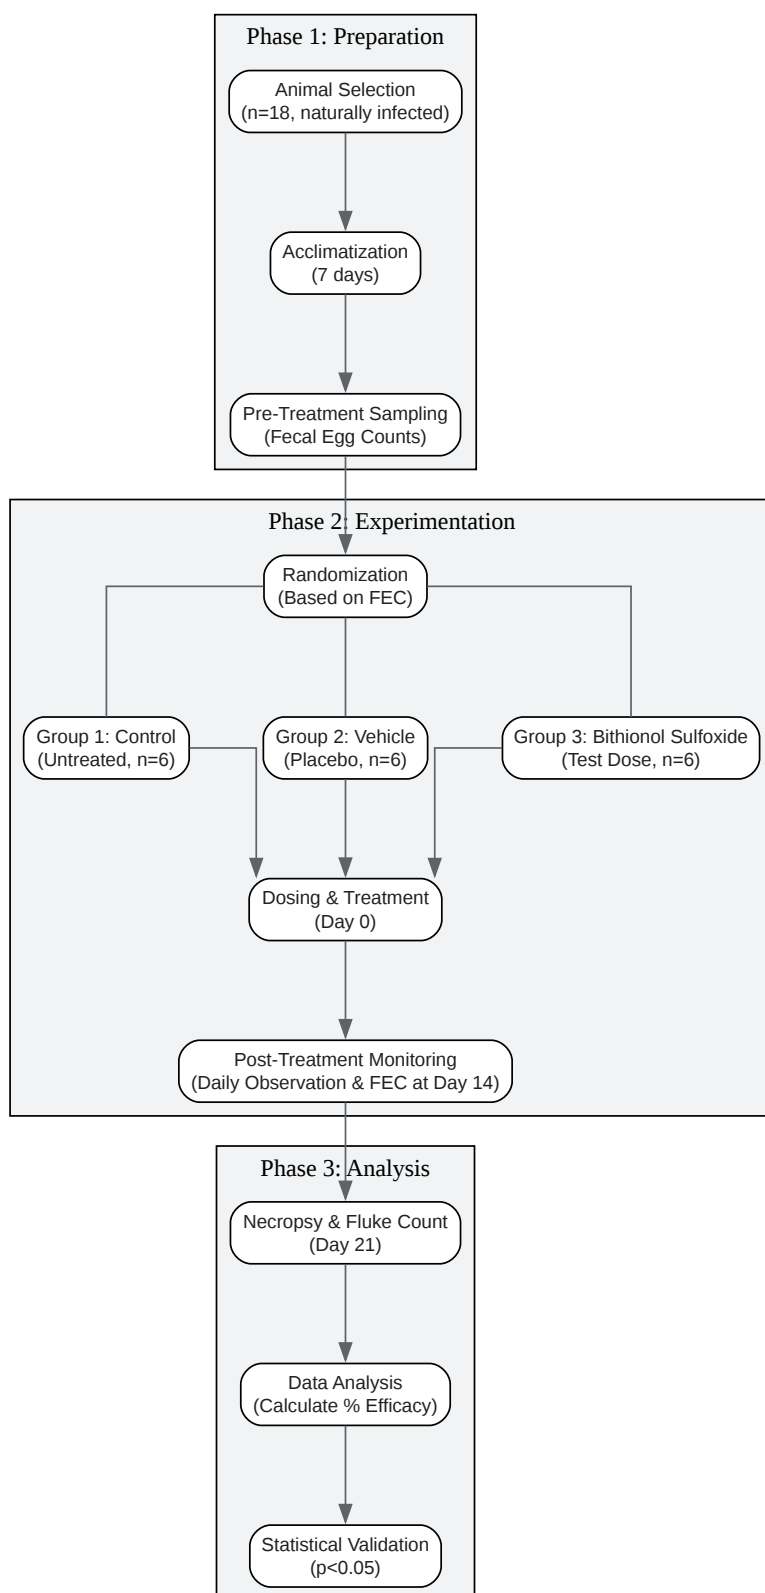 Phase 1: Preparation
Animal Selection
(n=18, naturally infected)
Acclimatization
(7 days)
Pre-Treatment Sampling
(Fecal Egg Counts)
Phase 2: Experimentation
Randomization
(Based on FEC)
Group 1: Control
(Untreated, n=6)
Group 2: Vehicle
(Placebo, n=6)
Group 3: Bithionol Sulfoxide
(Test Dose, n=6)
Dosing & Treatment
(Day 0)
Post-Treatment Monitoring
(Daily Observation & FEC at Day 14)
Phase 3: Analysis
Necropsy & Fluke Count
(Day 21)
Data Analysis
(Calculate % Efficacy)
Statistical Validation
(p<0.05)